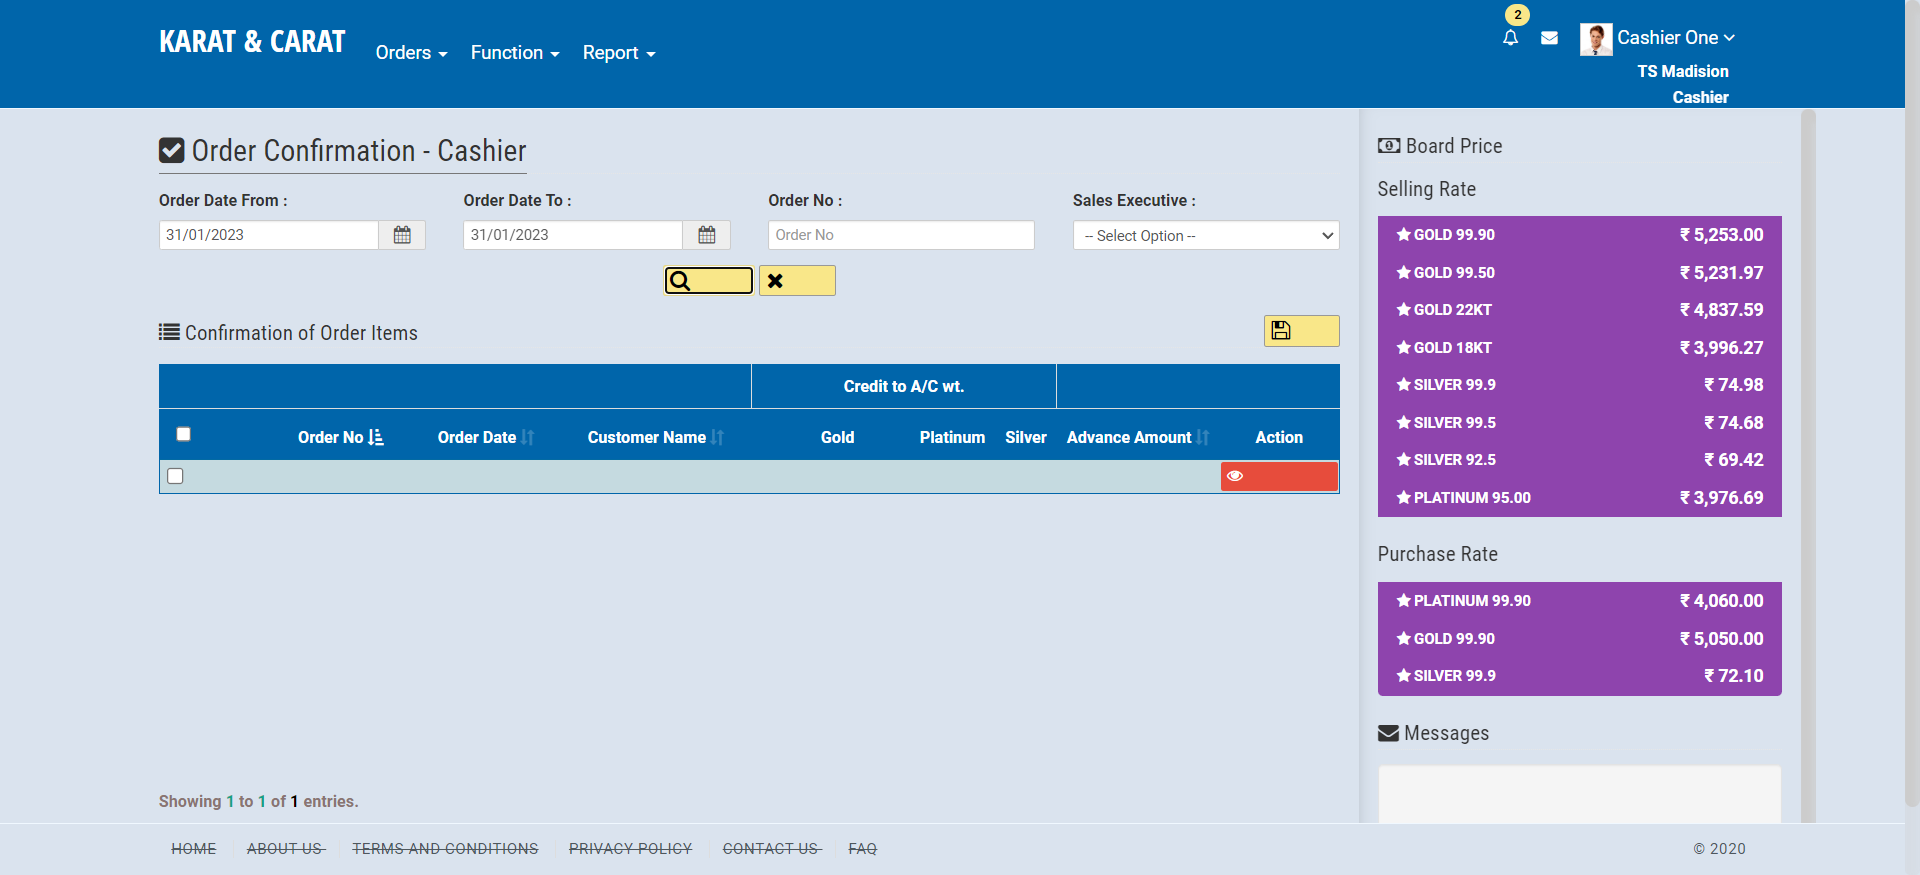 KARAT & CARAT
Orders
Function
Report
2
Cashier One
TS Madision
Cashier
Order Confirmation - Cashier
Order Date From :
Order Date To :
Order No :
Sales Executive :
31/01/2023
31/01/2023
Order No
-- Select Option --
Confirmation of Order Items
Credit to A/C wt.
Order No
Order Date
Customer Name
Gold
Platinum
Silver
Advance Amount
Action
Showing 1 to 1 of 1 entries.
Board Price
Selling Rate
GOLD 99.90 ₹ 5,253.00
GOLD 99.50 ₹ 5,231.97
GOLD 22KT ₹ 4,837.59
GOLD 18KT ₹ 3,996.27
SILVER 99.9 ₹ 74.98
SILVER 99.5 ₹ 74.68
SILVER 92.5 ₹ 69.42
PLATINUM 95.00 ₹ 3,976.69
Purchase Rate
PLATINUM 99.90 ₹ 4,060.00
GOLD 99.90 ₹ 5,050.00
SILVER 99.9 ₹ 72.10
Messages
HOME
ABOUT US
TERMS AND CONDITIONS
PRIVACY POLICY
CONTACT US
FAQ
© 2020